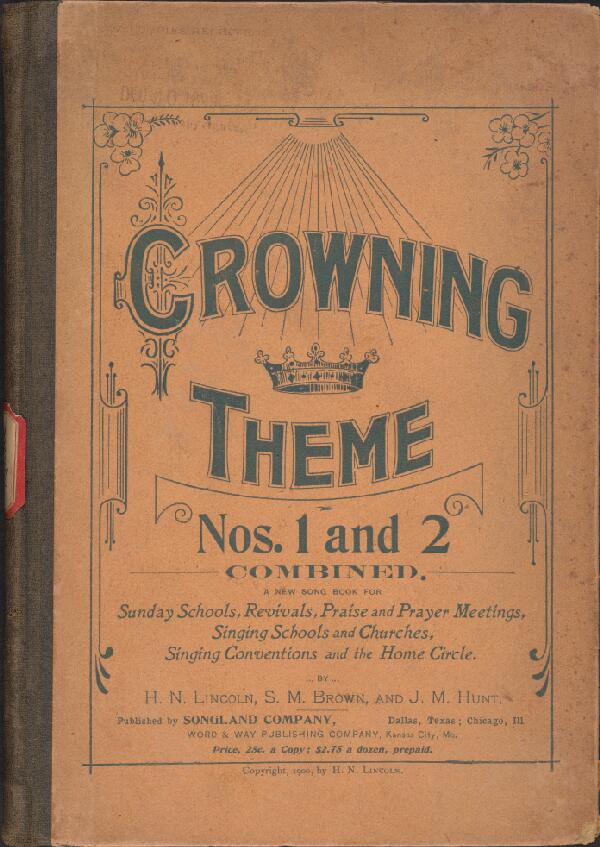 CROWNING
THEME
Nos. 1 and 2
COMBINED.
A NEW SONG BOOK FOR
Sunday Schools, Revivals, Praise and Prayer Meetings,
Singing Schools and Churches,
Singing Conventions and the Home Circle.
... BY ...
H. N. LINCOLN, S. M. BROWN, AND J. M. HUNT.
Published by SONGLAND COMPANY, Dallas, Texas; Chicago, Ill
WORD & WAY PUBLISHING COMPANY, Kansas City, Mo.
Price, 25c. a Copy; $2.75 a dozen, prepaid.
Copyright, 1900, by H. N. LINCOLN.